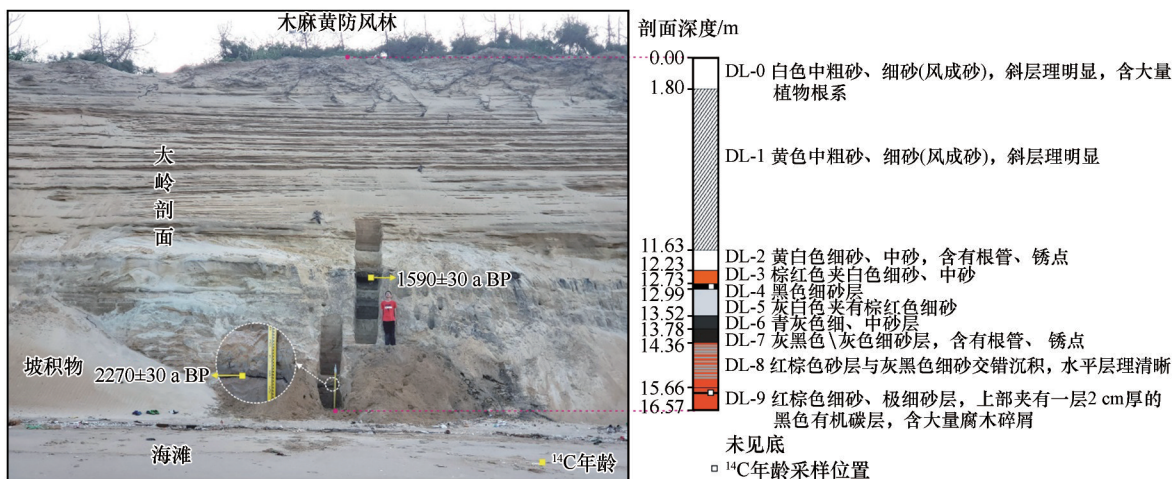 木麻黄防风林
大岭剖面
1590±30 a BP
坡积物
2270±30 a BP
海滩
¹⁴C年龄
剖面深度/m
0.00
DL-0 白色中粗砂、细砂(风成砂)，斜层理明显，含大量
植物根系
1.80
DL-1 黄色中粗砂、细砂(风成砂)，斜层理明显
11.63
DL-2 黄白色细砂、中砂，含有根管、锈点
12.23
DL-3 棕红色夹白色细砂、中砂
12.73
DL-4 黑色细砂层
12.99
DL-5 灰白色夹有棕红色细砂
13.52
DL-6 青灰色细、中砂层
13.78
DL-7 灰黑色\灰色细砂层，含有根管、锈点
14.36
DL-8 红棕色砂层与灰黑色细砂交错沉积，水平层理清晰
15.66
DL-9 红棕色细砂、极细砂层，上部夹有一层2 cm厚的
黑色有机碳层，含大量腐木碎屑
16.57
未见底
¹⁴C年龄采样位置